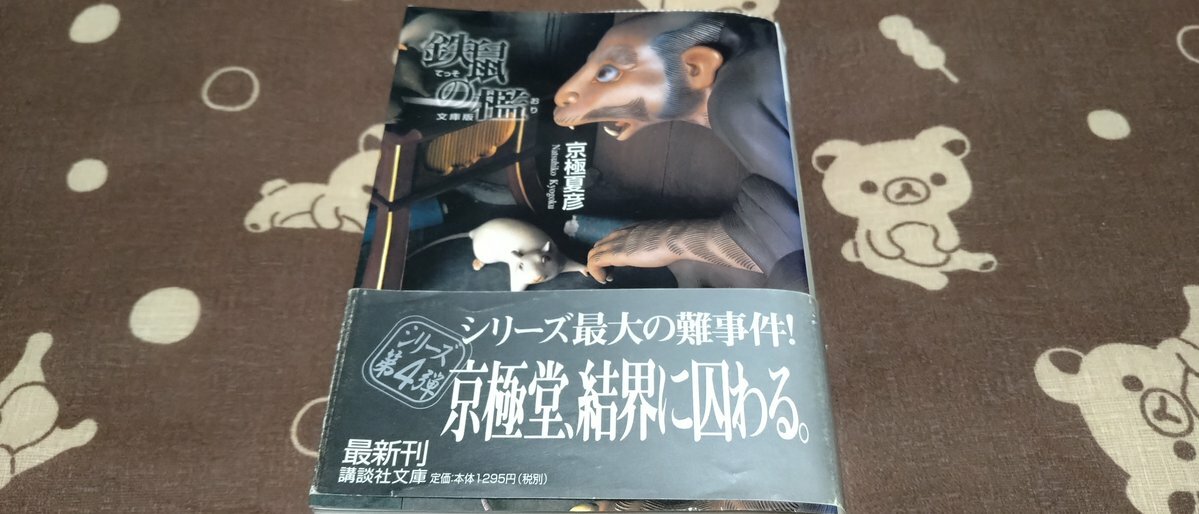 鉄鼠の檻
てっそ
おり
文庫版
京極夏彦
Natsuhiko Kyogoku
シリーズ第4弾
シリーズ最大の難事件!
京極堂、結界に囚わる。
最新刊
講談社文庫 定価:本体1295円(税別)